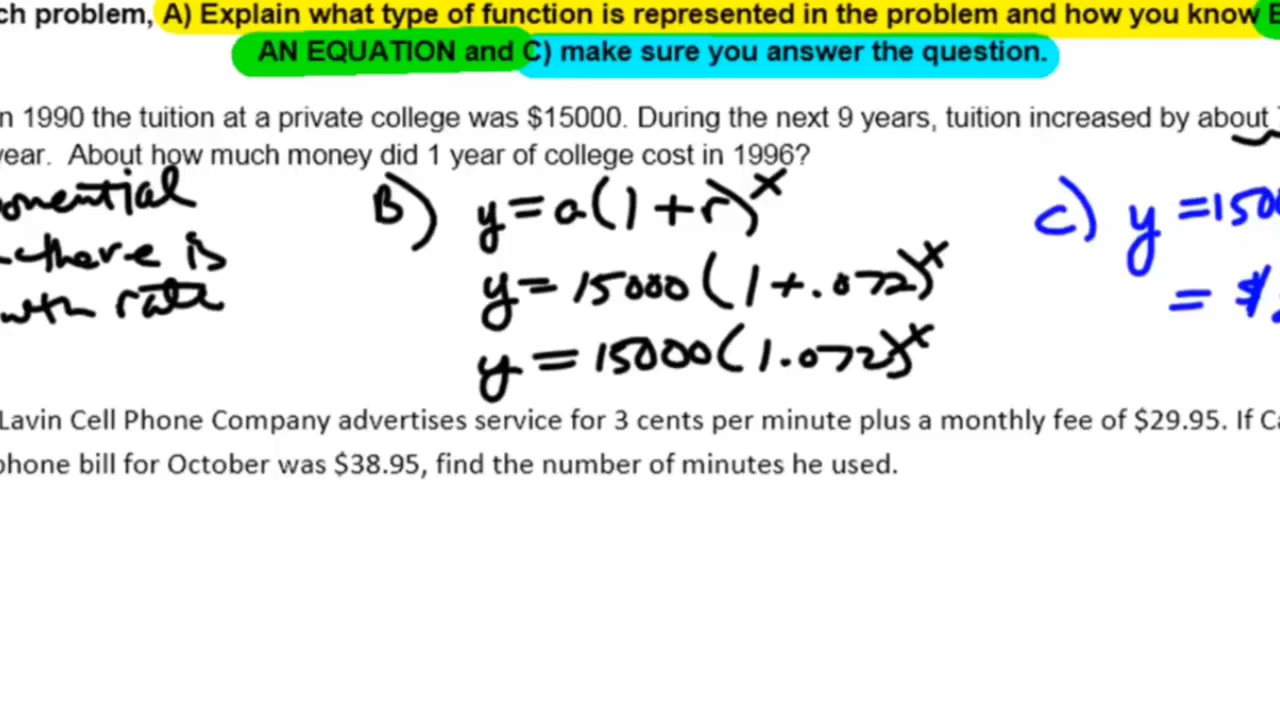 ch problem, A) Explain what type of function is represented in the problem and how you know
AN EQUATION and C) make sure you answer the question.
n 1990 the tuition at a private college was $15000. During the next 9 years, tuition increased by about
year. About how much money did 1 year of college cost in 1996?
onential
there is
wth rate
B) y = a(1 + r)^x
y = 15000(1 + .072)^x
y = 15000(1.072)^x
C) y = 1500
= $
Lavin Cell Phone Company advertises service for 3 cents per minute plus a monthly fee of $29.95. If Ca
phone bill for October was $38.95, find the number of minutes he used.